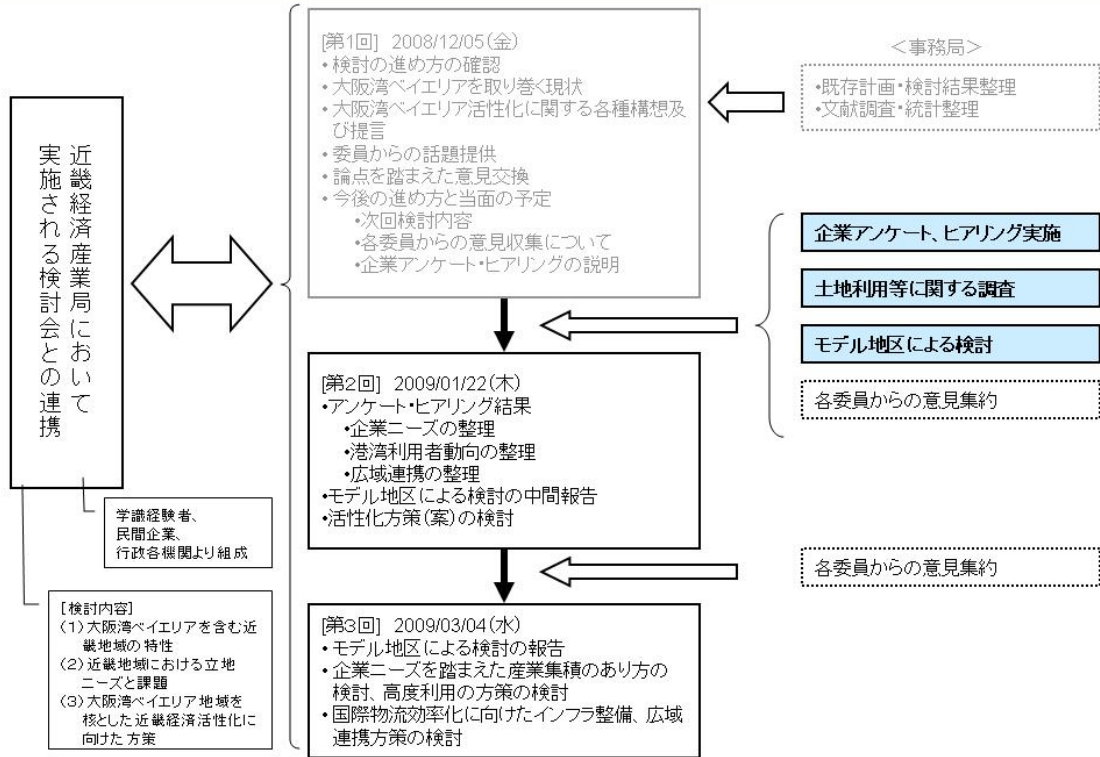 近畿経済産業局において
実施される検討会との連携
学識経験者、
民間企業、
行政各機関より組成
[検討内容]
(1)大阪湾ベイエリアを含む近
畿地域の特性
(2)近畿地域における立地
ニーズと課題
(3)大阪湾ベイエリア地域を
核とした近畿経済活性化に
向けた方策
[第1回] 2008/12/05(金)
・検討の進め方の確認
・大阪湾ベイエリアを取り巻く現状
・大阪湾ベイエリア活性化に関する各種構想及
び提言
・委員からの話題提供
・論点を踏まえた意見交換
・今後の進め方と当面の予定
・次回検討内容
・各委員からの意見収集について
・企業アンケート・ヒアリングの説明
[第2回] 2009/01/22(木)
・アンケート・ヒアリング結果
・企業ニーズの整理
・港湾利用者動向の整理
・広域連携の整理
・モデル地区による検討の中間報告
・活性化方策(案)の検討
[第3回] 2009/03/04(水)
・モデル地区による検討の報告
・企業ニーズを踏まえた産業集積のあり方の
検討、高度利用の方策の検討
・国際物流効率化に向けたインフラ整備、広域
連携方策の検討
<事務局>
・既存計画・検討結果整理
・文献調査・統計整理
企業アンケート、ヒアリング実施
土地利用等に関する調査
モデル地区による検討
各委員からの意見集約
各委員からの意見集約